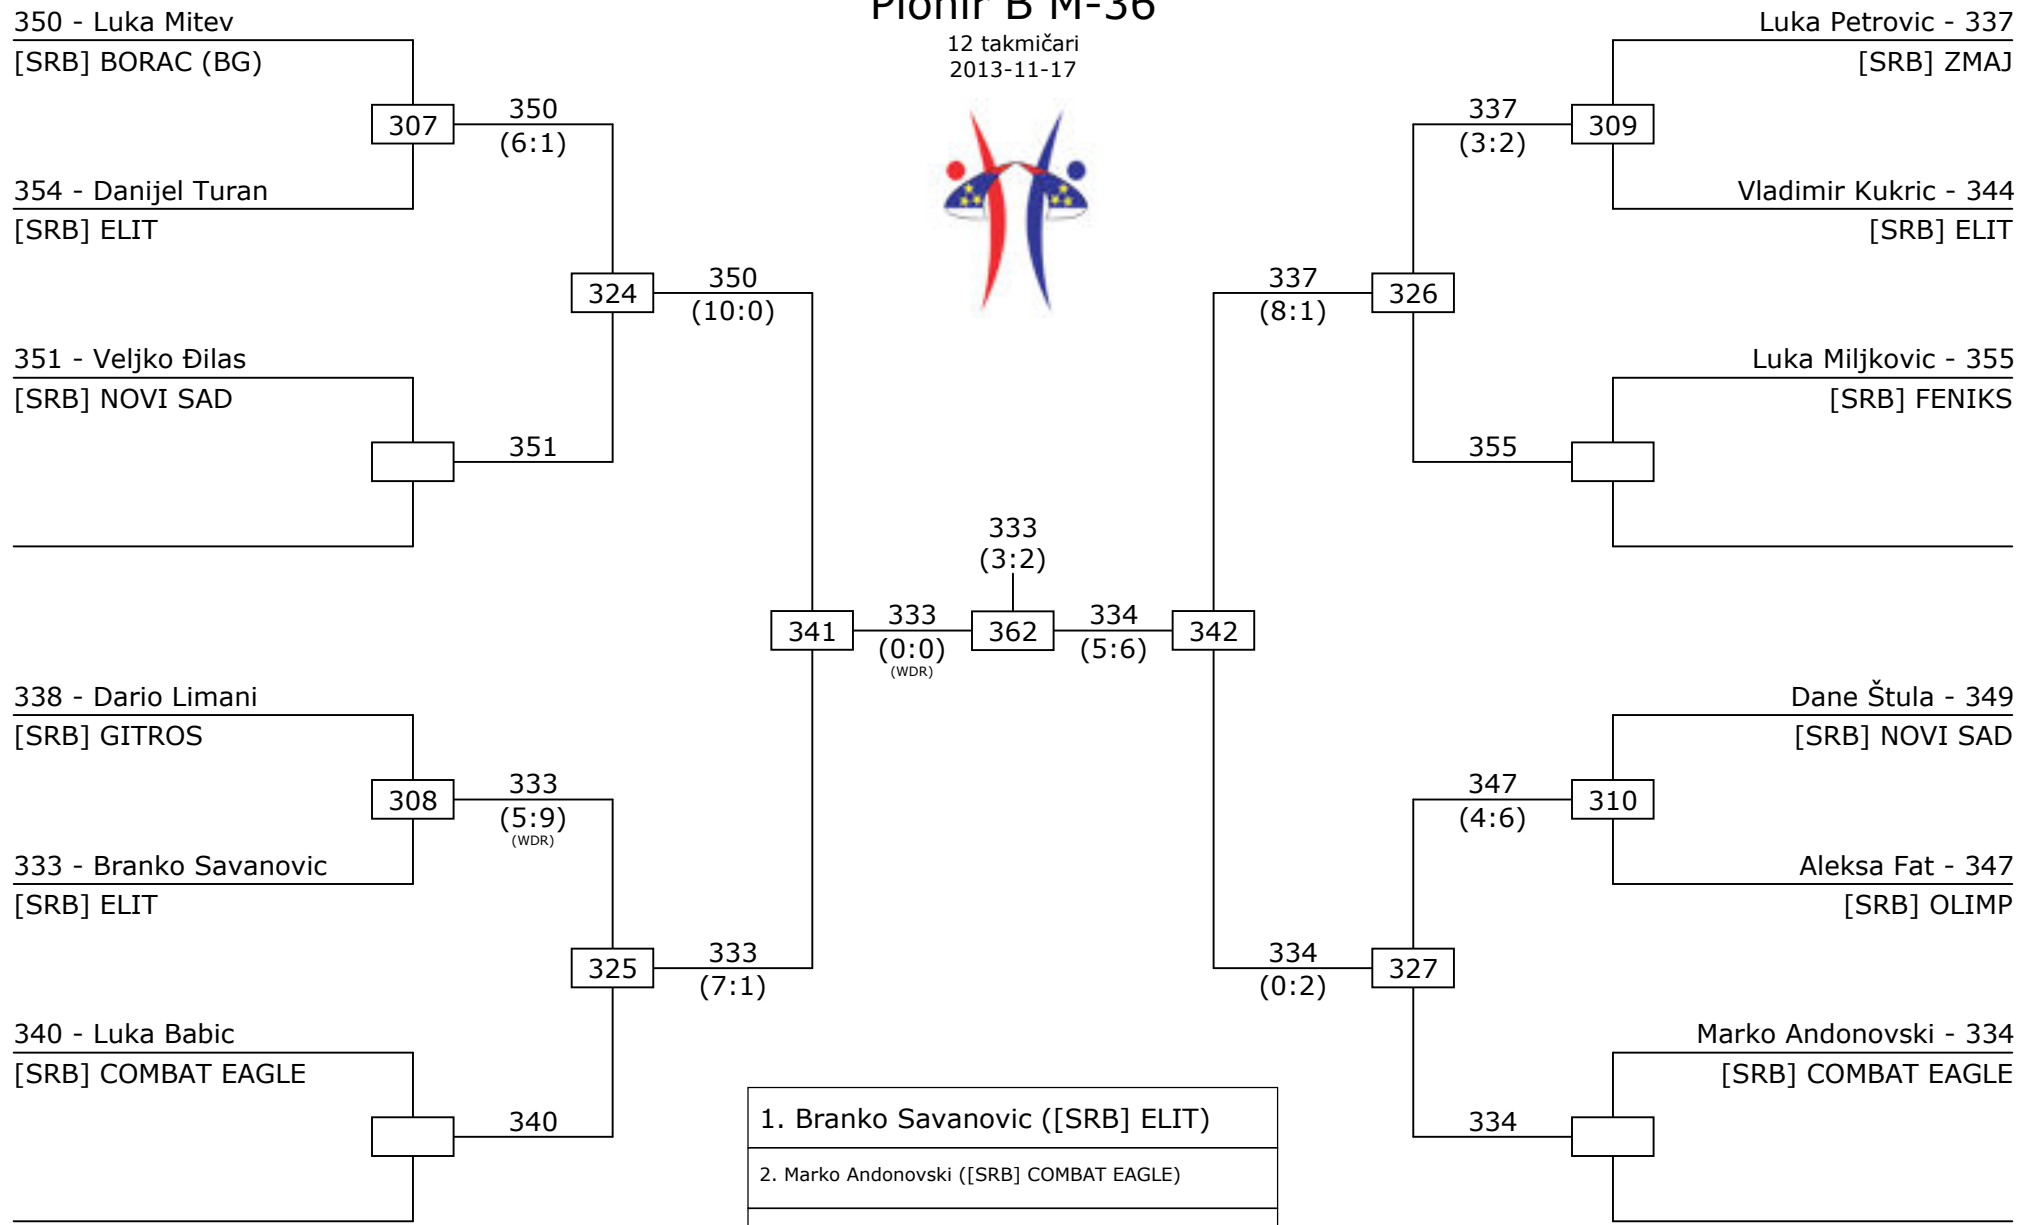 Pionir B M-36
12 takmičari
2013-11-17
350 - Luka Mitev
[SRB] BORAC (BG)
307
350
(6:1)
354 - Danijel Turan
[SRB] ELIT
324
350
(10:0)
351 - Veljko Đilas
[SRB] NOVI SAD
351
338 - Dario Limani
[SRB] GITROS
308
333
(5:9)
(WDR)
333 - Branko Savanovic
[SRB] ELIT
325
333
(7:1)
340 - Luka Babic
[SRB] COMBAT EAGLE
340
341
333
(0:0)
(WDR)
333
(3:2)
362
334
(5:6)
342
Luka Petrovic - 337
[SRB] ZMAJ
337
(3:2)
309
Vladimir Kukric - 344
[SRB] ELIT
337
(8:1)
326
Luka Miljkovic - 355
[SRB] FENIKS
355
Dane Štula - 349
[SRB] NOVI SAD
347
(4:6)
310
Aleksa Fat - 347
[SRB] OLIMP
334
(0:2)
327
Marko Andonovski - 334
[SRB] COMBAT EAGLE
334
1. Branko Savanovic ([SRB] ELIT)
2. Marko Andonovski ([SRB] COMBAT EAGLE)